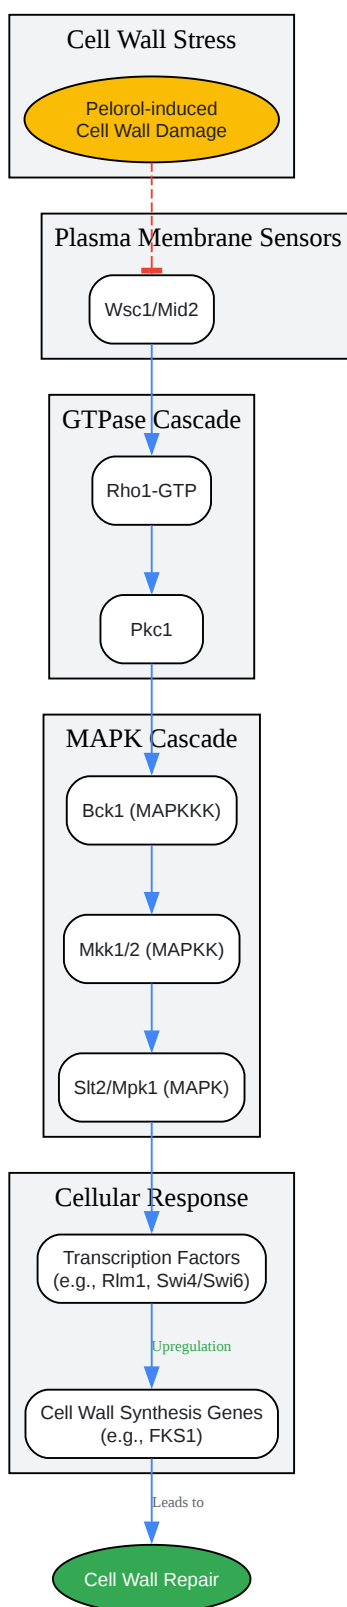 Cell Wall Stress
Pelorol-induced
Cell Wall Damage
Plasma Membrane Sensors
Wsc1/Mid2
GTPase Cascade
Rho1-GTP
Pkc1
MAPK Cascade
Bck1 (MAPKKK)
Mkk1/2 (MAPKK)
Slt2/Mpk1 (MAPK)
Cellular Response
Transcription Factors
(e.g., Rlm1, Swi4/Swi6)
Upregulation
Cell Wall Synthesis Genes
(e.g., FKS1)
Leads to
Cell Wall Repair